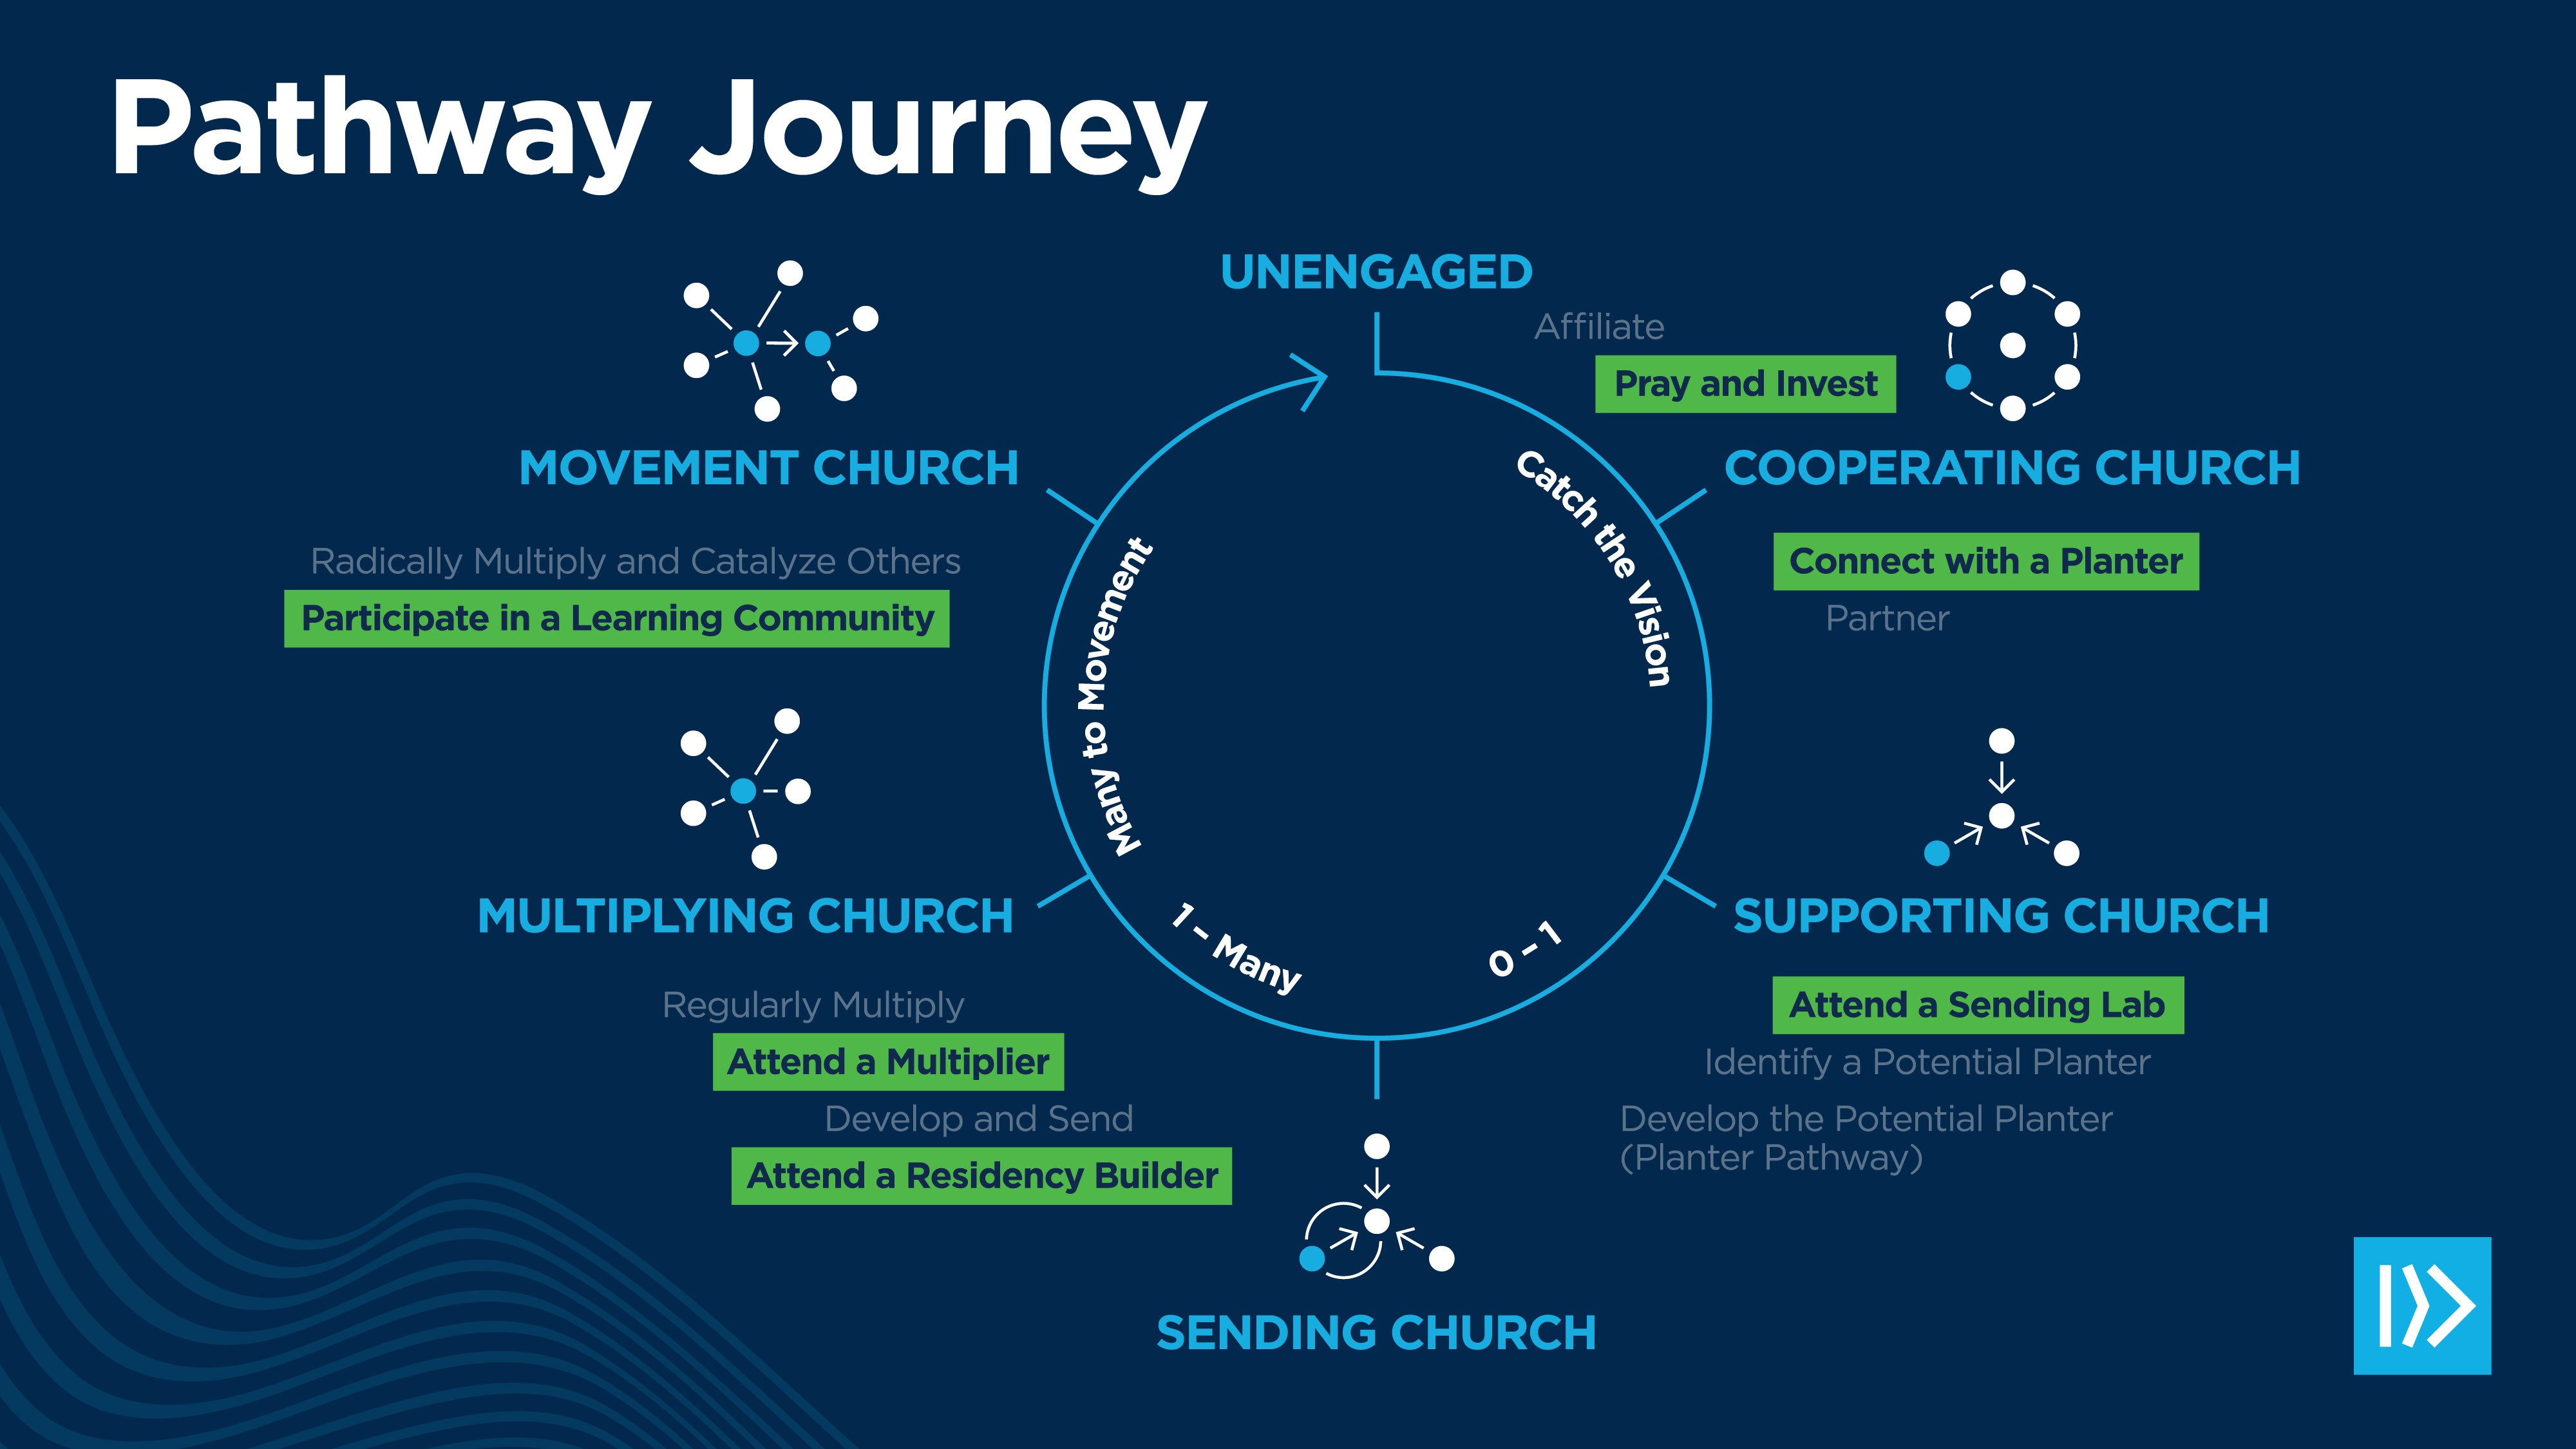 Pathway Journey
UNENGAGED
Affiliate
Pray and Invest
COOPERATING CHURCH
Connect with a Planter
Partner
SUPPORTING CHURCH
Attend a Sending Lab
Identify a Potential Planter
Develop the Potential Planter
(Planter Pathway)
SENDING CHURCH
Attend a Residency Builder
Develop and Send
Attend a Multiplier
Regularly Multiply
MULTIPLYING CHURCH
Participate in a Learning Community
Radically Multiply and Catalyze Others
MOVEMENT CHURCH
Catch the Vision
0 - 1
1 - Many
Many to Movement